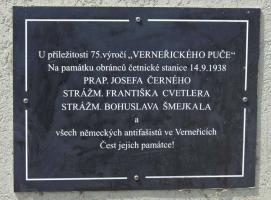 U příležitosti 75.výročí „VERNEŘICKÉHO PUČE“
Na památku obránců četnické stanice 14.9.1938
PRAP. JOSEFA ČERNÉHO
STRÁŽM. FRANTIŠKA CVETLERA
STRÁŽM. BOHUSLAVA ŠMEJKALA
a
všech německých antifašistů ve Verneřicích
Čest jejich památce!